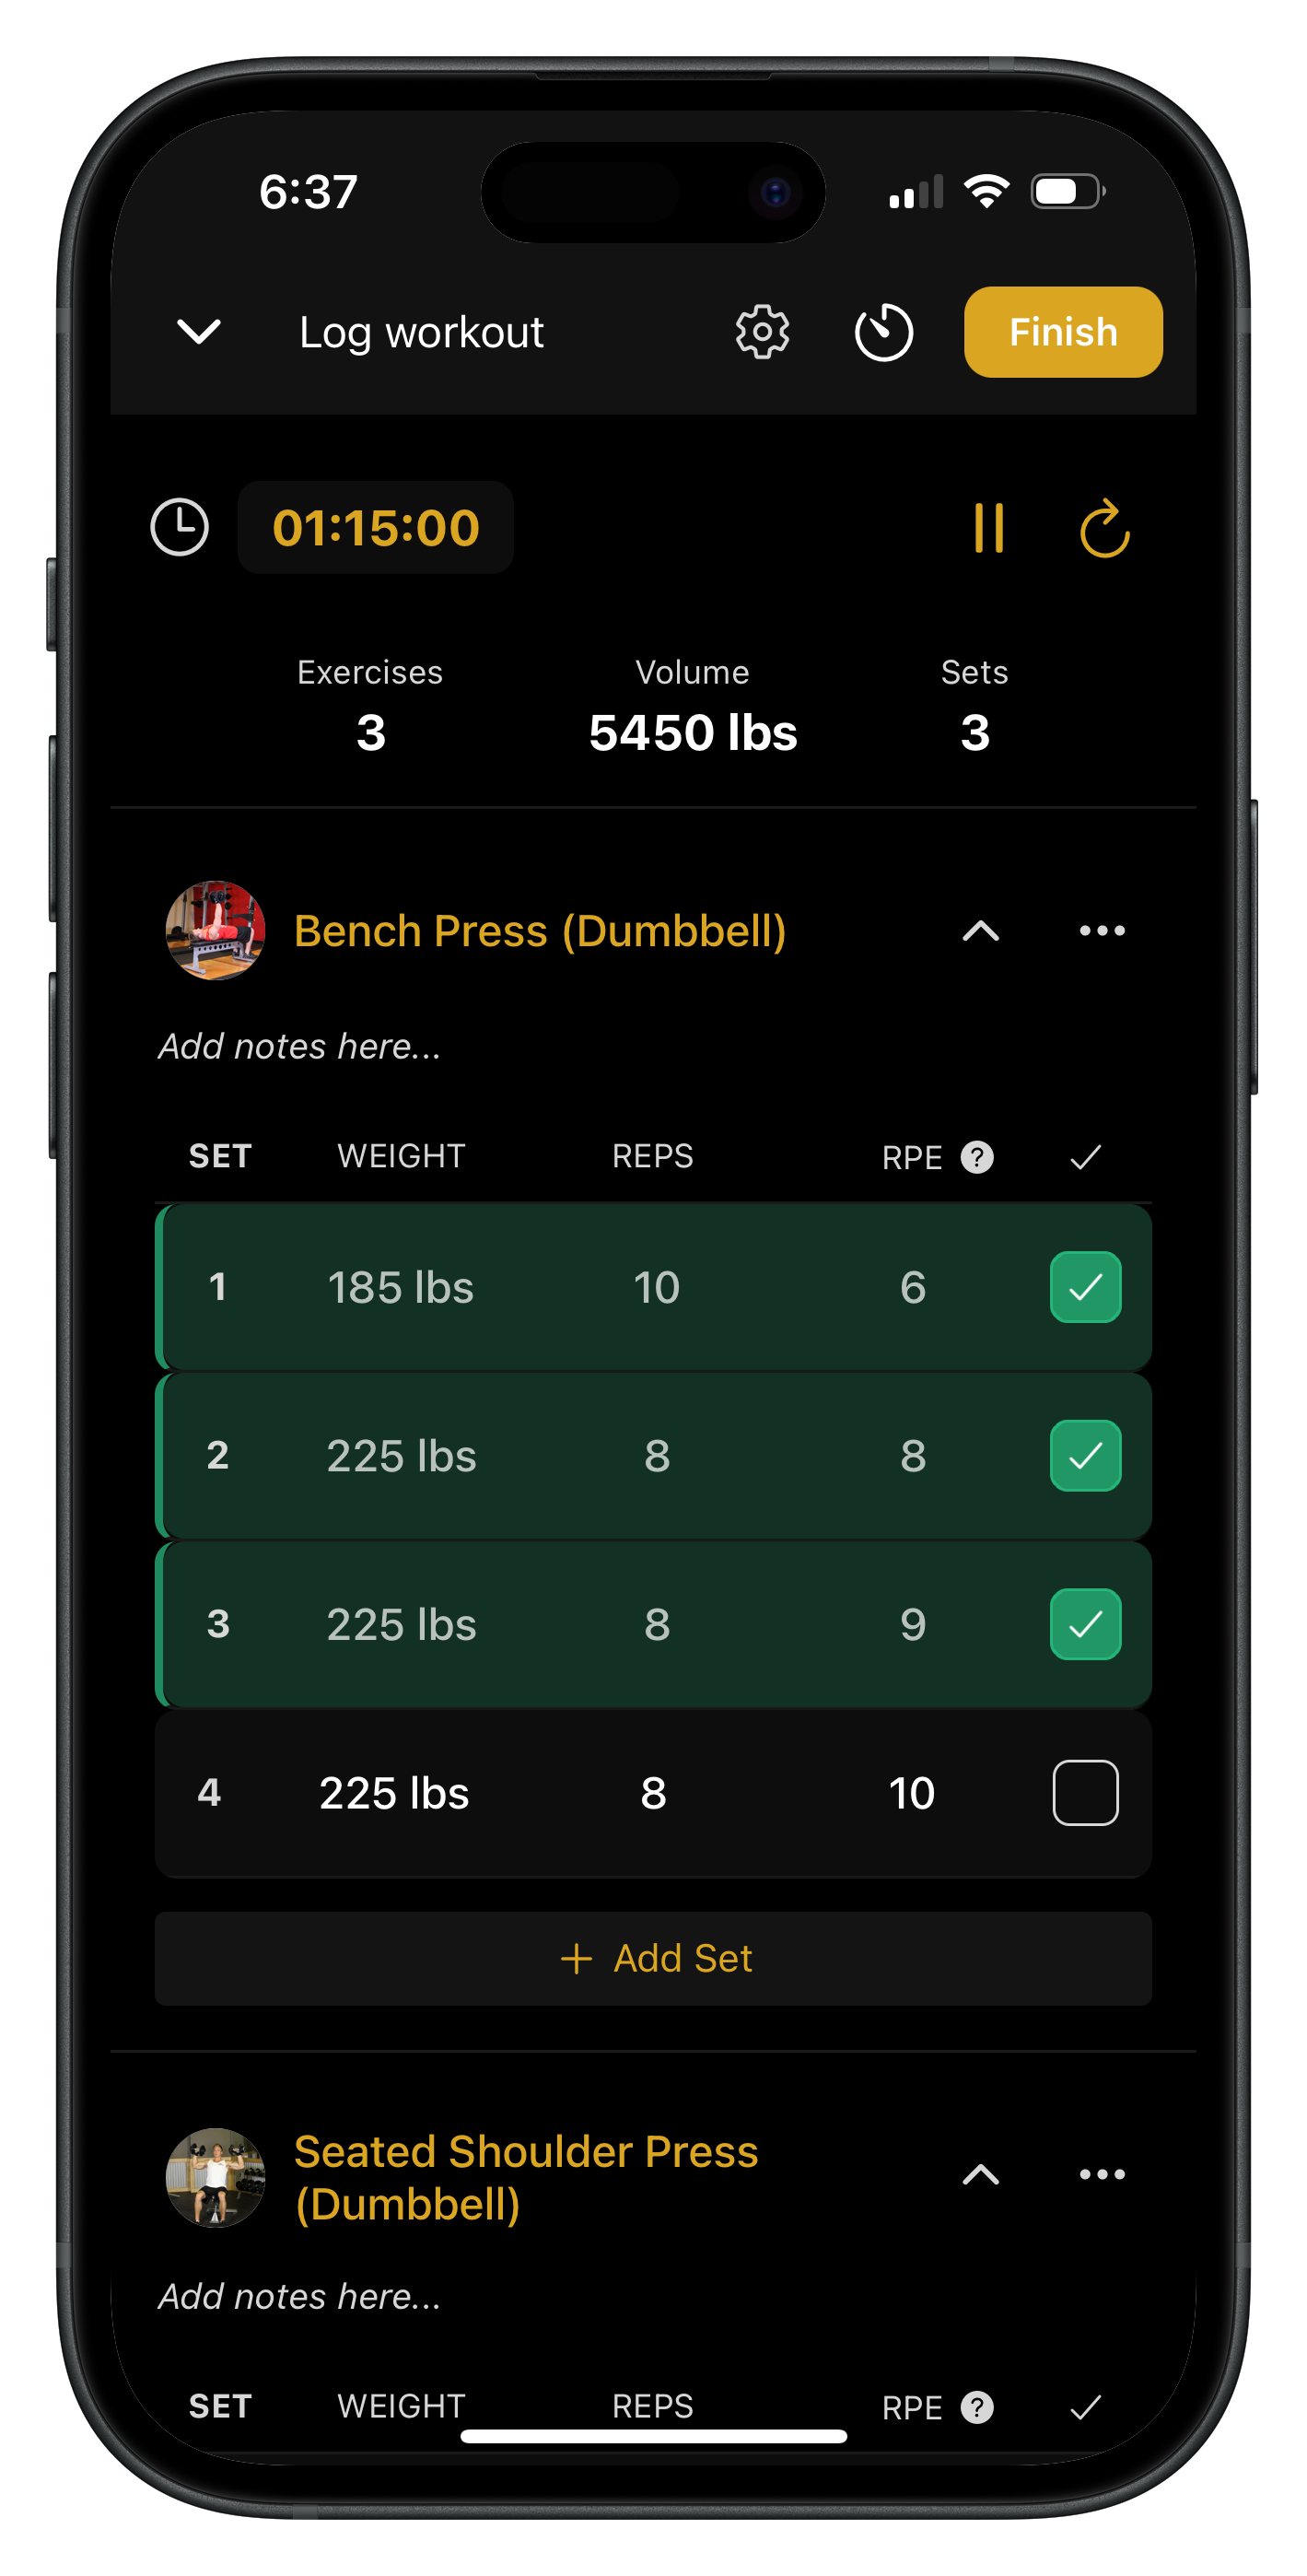 6:37
Log workout
Finish
01:15:00
Exercises Volume Sets
3 5450 lbs 3
Bench Press (Dumbbell)
Add notes here...
SET WEIGHT REPS RPE ?
1 185 lbs 10 6
2 225 lbs 8 8
3 225 lbs 8 9
4 225 lbs 8 10
+ Add Set
Seated Shoulder Press
(Dumbbell)
Add notes here...
SET WEIGHT REPS RPE ?